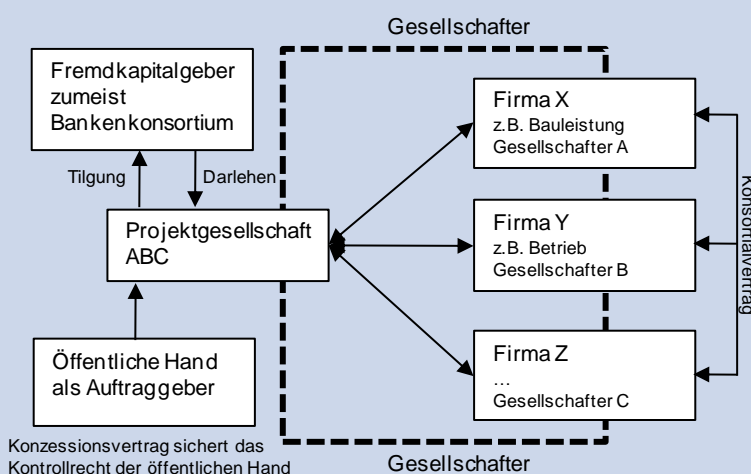 Gesellschafter
Fremdkapitalgeber
zumeist
Bankenkonsortium
Tilgung
Darlehen
Projektgesellschaft
ABC
Öffentliche Hand
als Auftraggeber
Konzessionsvertrag sichert das
Kontrollrecht der öffentlichen Hand
Firma X
z.B. Bauleistung
Gesellschafter A
Firma Y
z.B. Betrieb
Gesellschafter B
Firma Z
...
Gesellschafter C
Konsortialvertrag
Gesellschafter